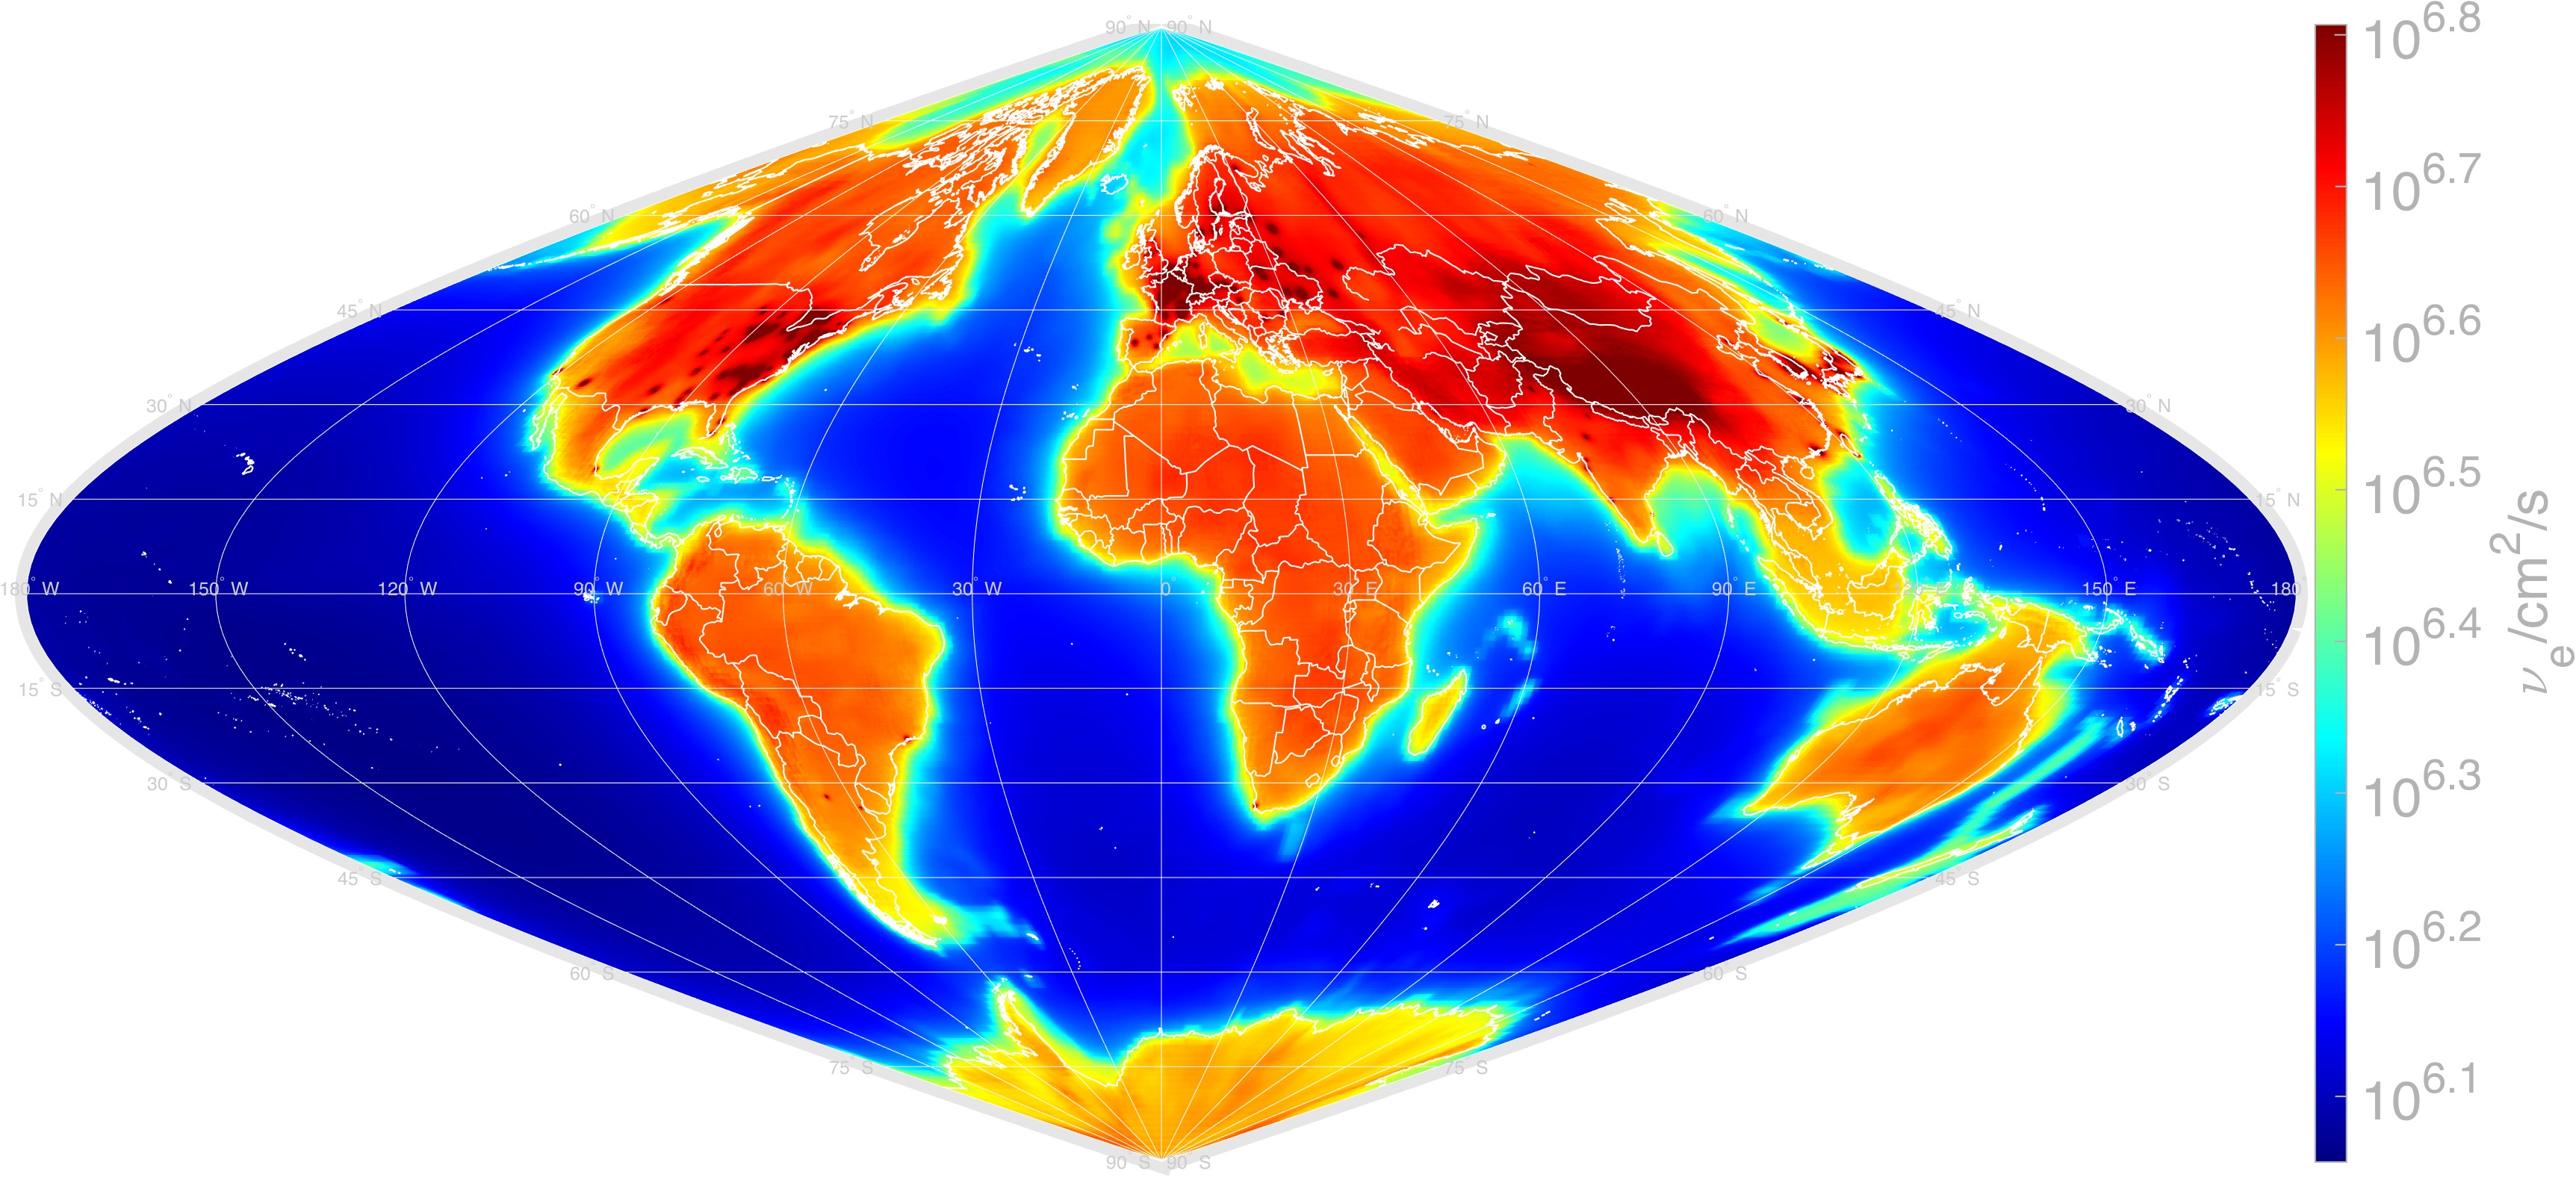 90° N 90° N
75° N 75° N
60° N 60° N
45° N 45° N
30° N 30° N
15° N 15° N
180° W 150° W 120° W 90° W 60° W 30° W 0° 30° E 60° E 90° E 150° E 180°
15° S 15° S
30° S 30° S
45° S 45° S
60° S 60° S
75° S 75° S
90° S 90° S
10^6.8
10^6.7
10^6.6
10^6.5
10^6.4
10^6.3
10^6.2
10^6.1
ν_e/cm²/s